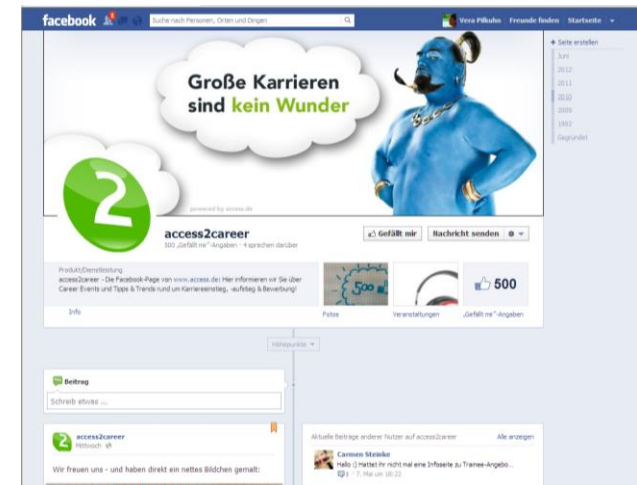 facebook
Suche nach Personen, Orten und Dingen
Vera Pilkuhn Freunde finden Startseite
Große Karrieren
sind kein Wunder
2
powered by access.de
Seite erstellen
Juni
2012
2011
2010
2009
1992
Gegründet
access2career
500 „Gefällt mir“-Angaben · 4 sprechen darüber
Gefällt mir
Nachricht senden
Produkt/Dienstleistung
access2career - Die Facebook-Page von www.access.de: Hier informieren wir Sie über
Career Events und Tipps & Trends rund um Karriereeinstieg, -aufstieg & Bewerbung!
Info
500
500
Fotos
Veranstaltungen
„Gefällt mir“-Angaben
Höhepunkte
Beitrag
Schreib etwas ...
2
access2career
Mittwoch
Wir freuen uns - und haben direkt ein nettes Bildchen gemalt:
Aktuelle Beiträge anderer Nutzer auf access2career
Alle anzeigen
Carmen Stemke
Hallo :) Hattet ihr nicht mal eine Infoseite zu Trainee-Angebo...
7. Mai um 16:22